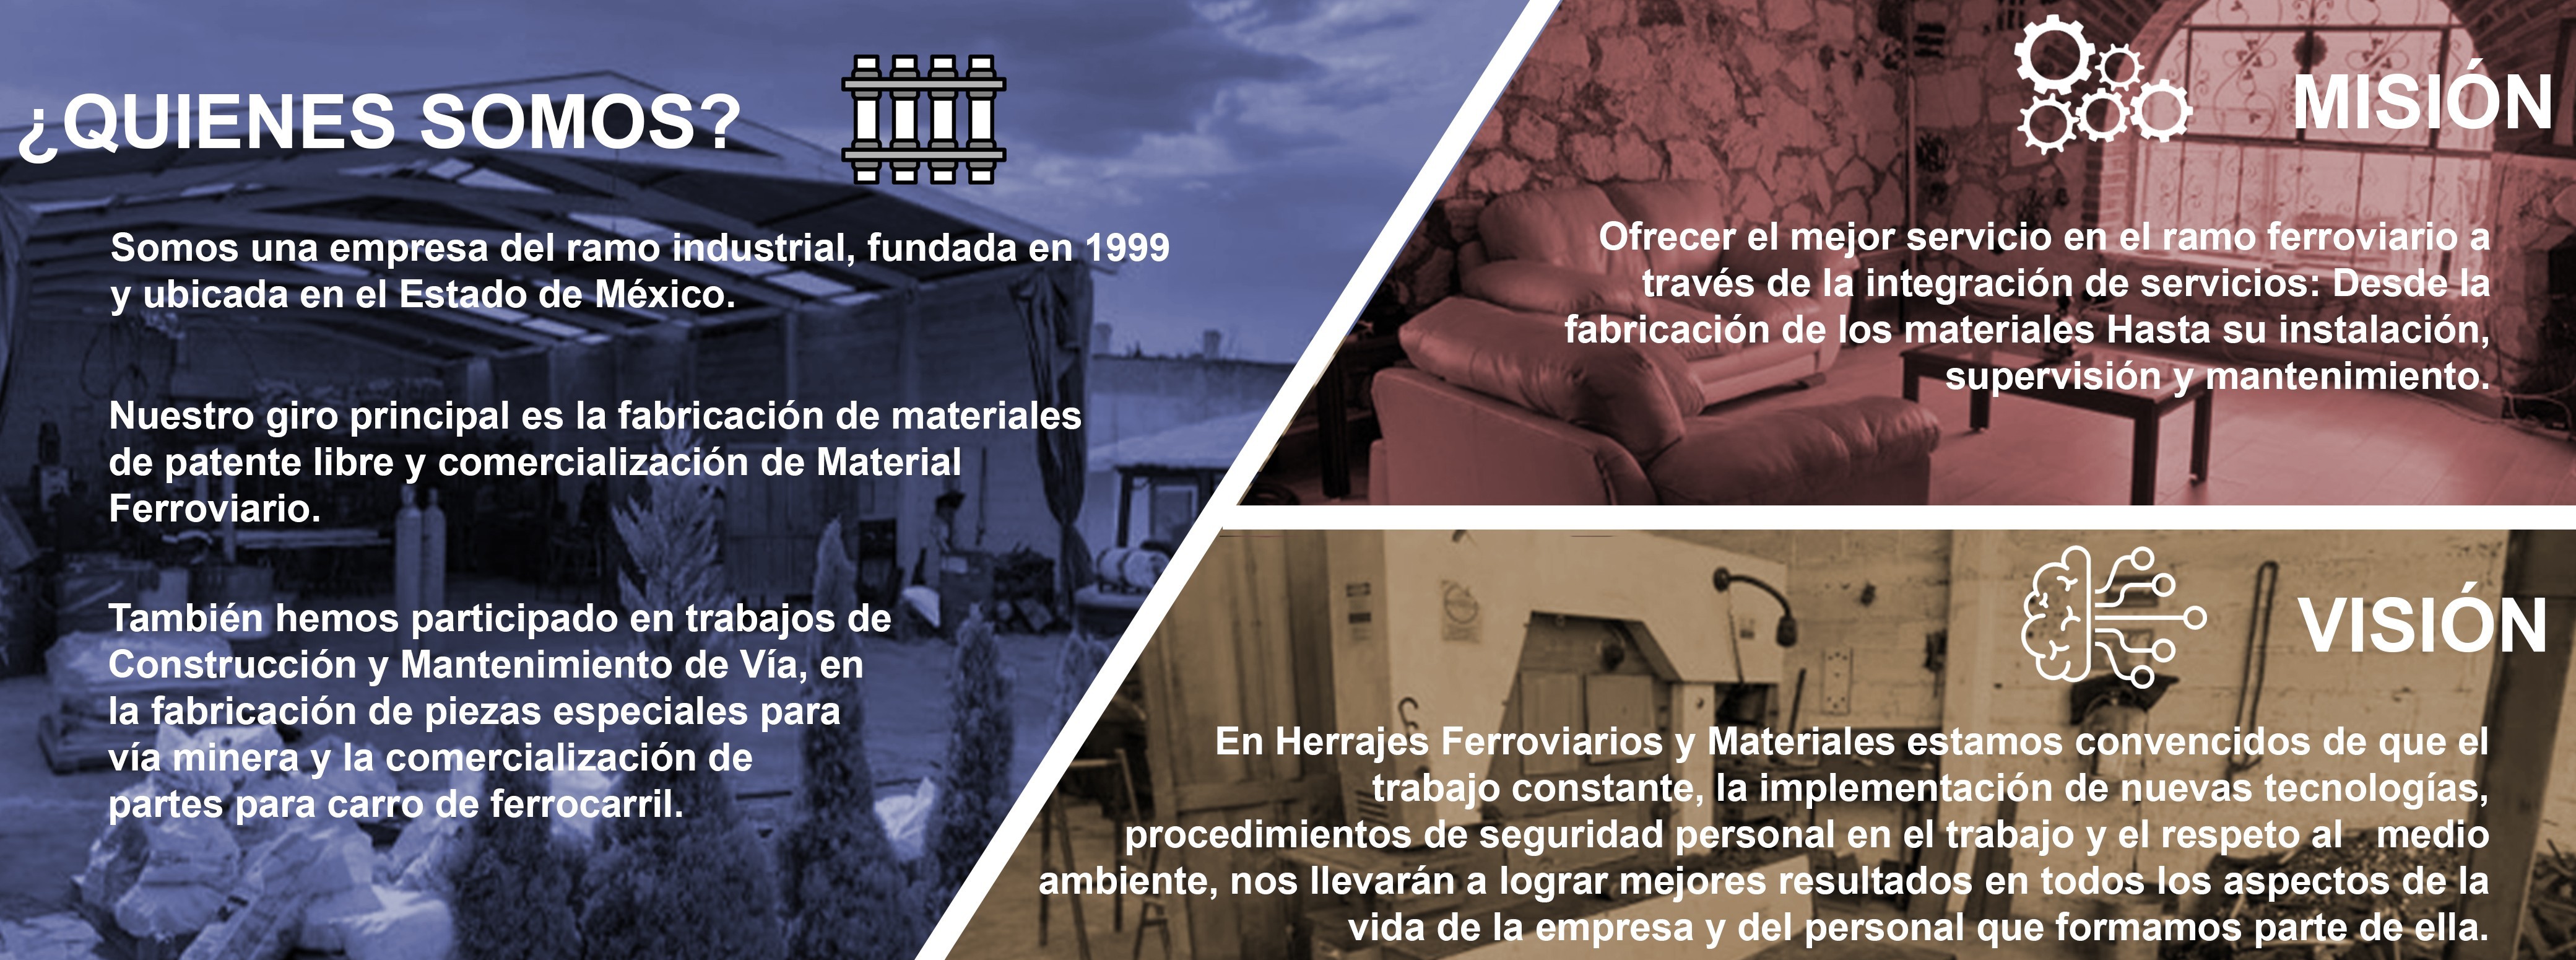 ¿QUIENES SOMOS?
Somos una empresa del ramo industrial, fundada en 1999
y ubicada en el Estado de México.
Nuestro giro principal es la fabricación de materiales
de patente libre y comercialización de Material
Ferroviario.
También hemos participado en trabajos de
Construcción y Mantenimiento de Vía, en
la fabricación de piezas especiales para
vía minera y la comercialización de
partes para carro de ferrocarril.
MISIÓN
Ofrecer el mejor servicio en el ramo ferroviario a
través de la integración de servicios: Desde la
fabricación de los materiales Hasta su instalación,
supervisión y mantenimiento.
VISIÓN
En Herrajes Ferroviarios y Materiales estamos convencidos de que el
trabajo constante, la implementación de nuevas tecnologías,
procedimientos de seguridad personal en el trabajo y el respeto al   medio
ambiente, nos llevarán a lograr mejores resultados en todos los aspectos de la
vida de la empresa y del personal que formamos parte de ella.